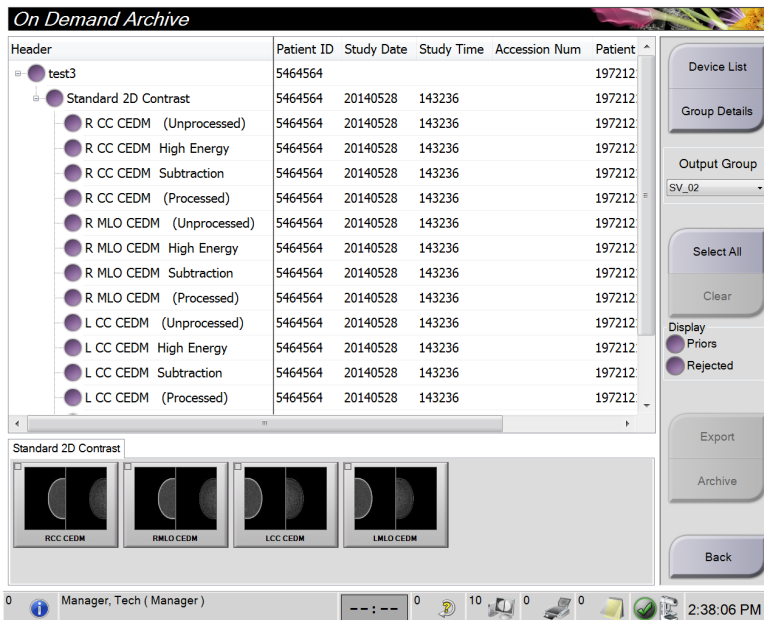 On Demand Archive
Header Patient ID Study Date Study Time Accession Num Patient
test3 5464564 197212
Standard 2D Contrast 5464564 20140528 143236 197212
R CC CEDM (Unprocessed) 5464564 20140528 143236 197212
R CC CEDM High Energy 5464564 20140528 143236 197212
R CC CEDM Subtraction 5464564 20140528 143236 197212
R CC CEDM (Processed) 5464564 20140528 143236 197212
R MLO CEDM (Unprocessed) 5464564 20140528 143236 197212
R MLO CEDM High Energy 5464564 20140528 143236 197212
R MLO CEDM Subtraction 5464564 20140528 143236 197212
R MLO CEDM (Processed) 5464564 20140528 143236 197212
L CC CEDM (Unprocessed) 5464564 20140528 143236 197212
L CC CEDM High Energy 5464564 20140528 143236 197212
L CC CEDM Subtraction 5464564 20140528 143236 197212
L CC CEDM (Processed) 5464564 20140528 143236 197212
Device List
Group Details
Output Group
SV_02
Select All
Clear
Display
Priors
Rejected
Export
Archive
Back
Standard 2D Contrast
RCC CEDM RMLO CEDM LCC CEDM LMLO CEDM
0 Manager, Tech ( Manager ) --:-- 0 10 0 0 2:38:06 PM